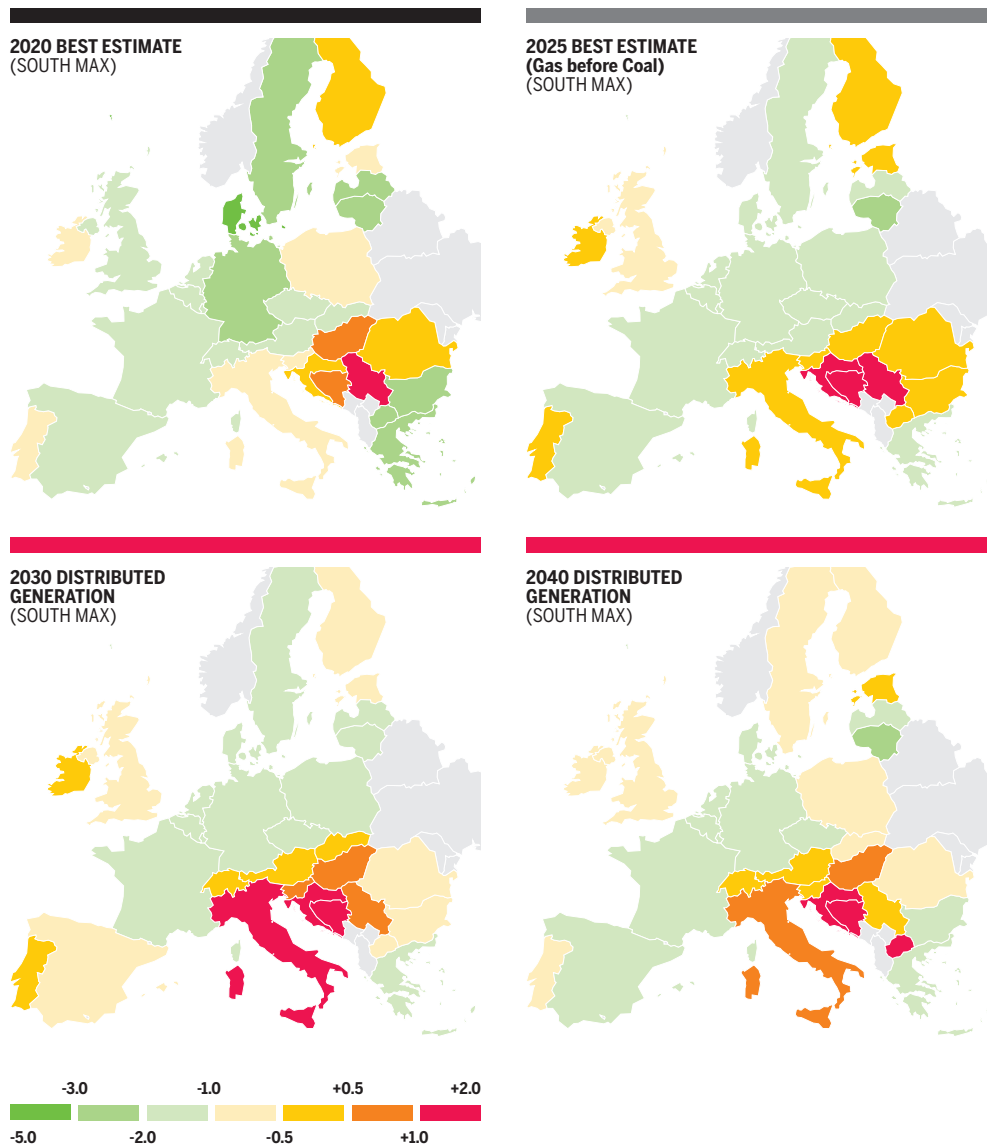 2020 BEST ESTIMATE
(SOUTH MAX)
2025 BEST ESTIMATE
(Gas before Coal)
(SOUTH MAX)
2030 DISTRIBUTED
GENERATION
(SOUTH MAX)
2040 DISTRIBUTED
GENERATION
(SOUTH MAX)
-3.0 -1.0 +0.5 +2.0
-5.0 -2.0 -0.5 +1.0